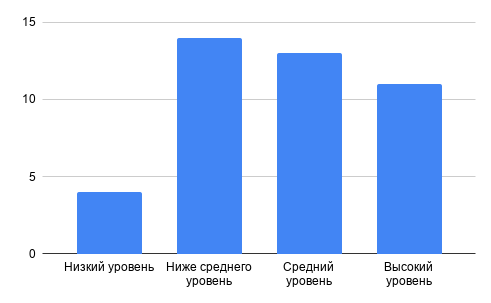 15
10
5
0
Низкий уровень
Ниже среднего
уровень
Средний
уровень
Высокий
уровень